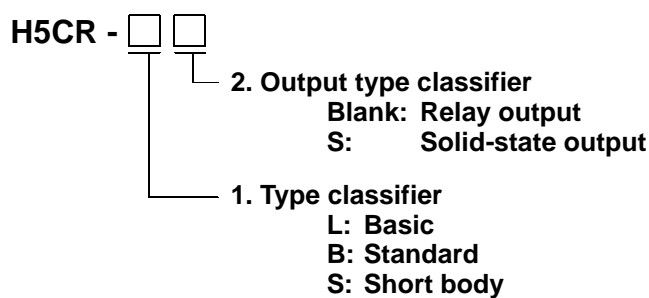 H5CR - □ □
2. Output type classifier
Blank: Relay output
S: Solid-state output
1. Type classifier
L: Basic
B: Standard
S: Short body